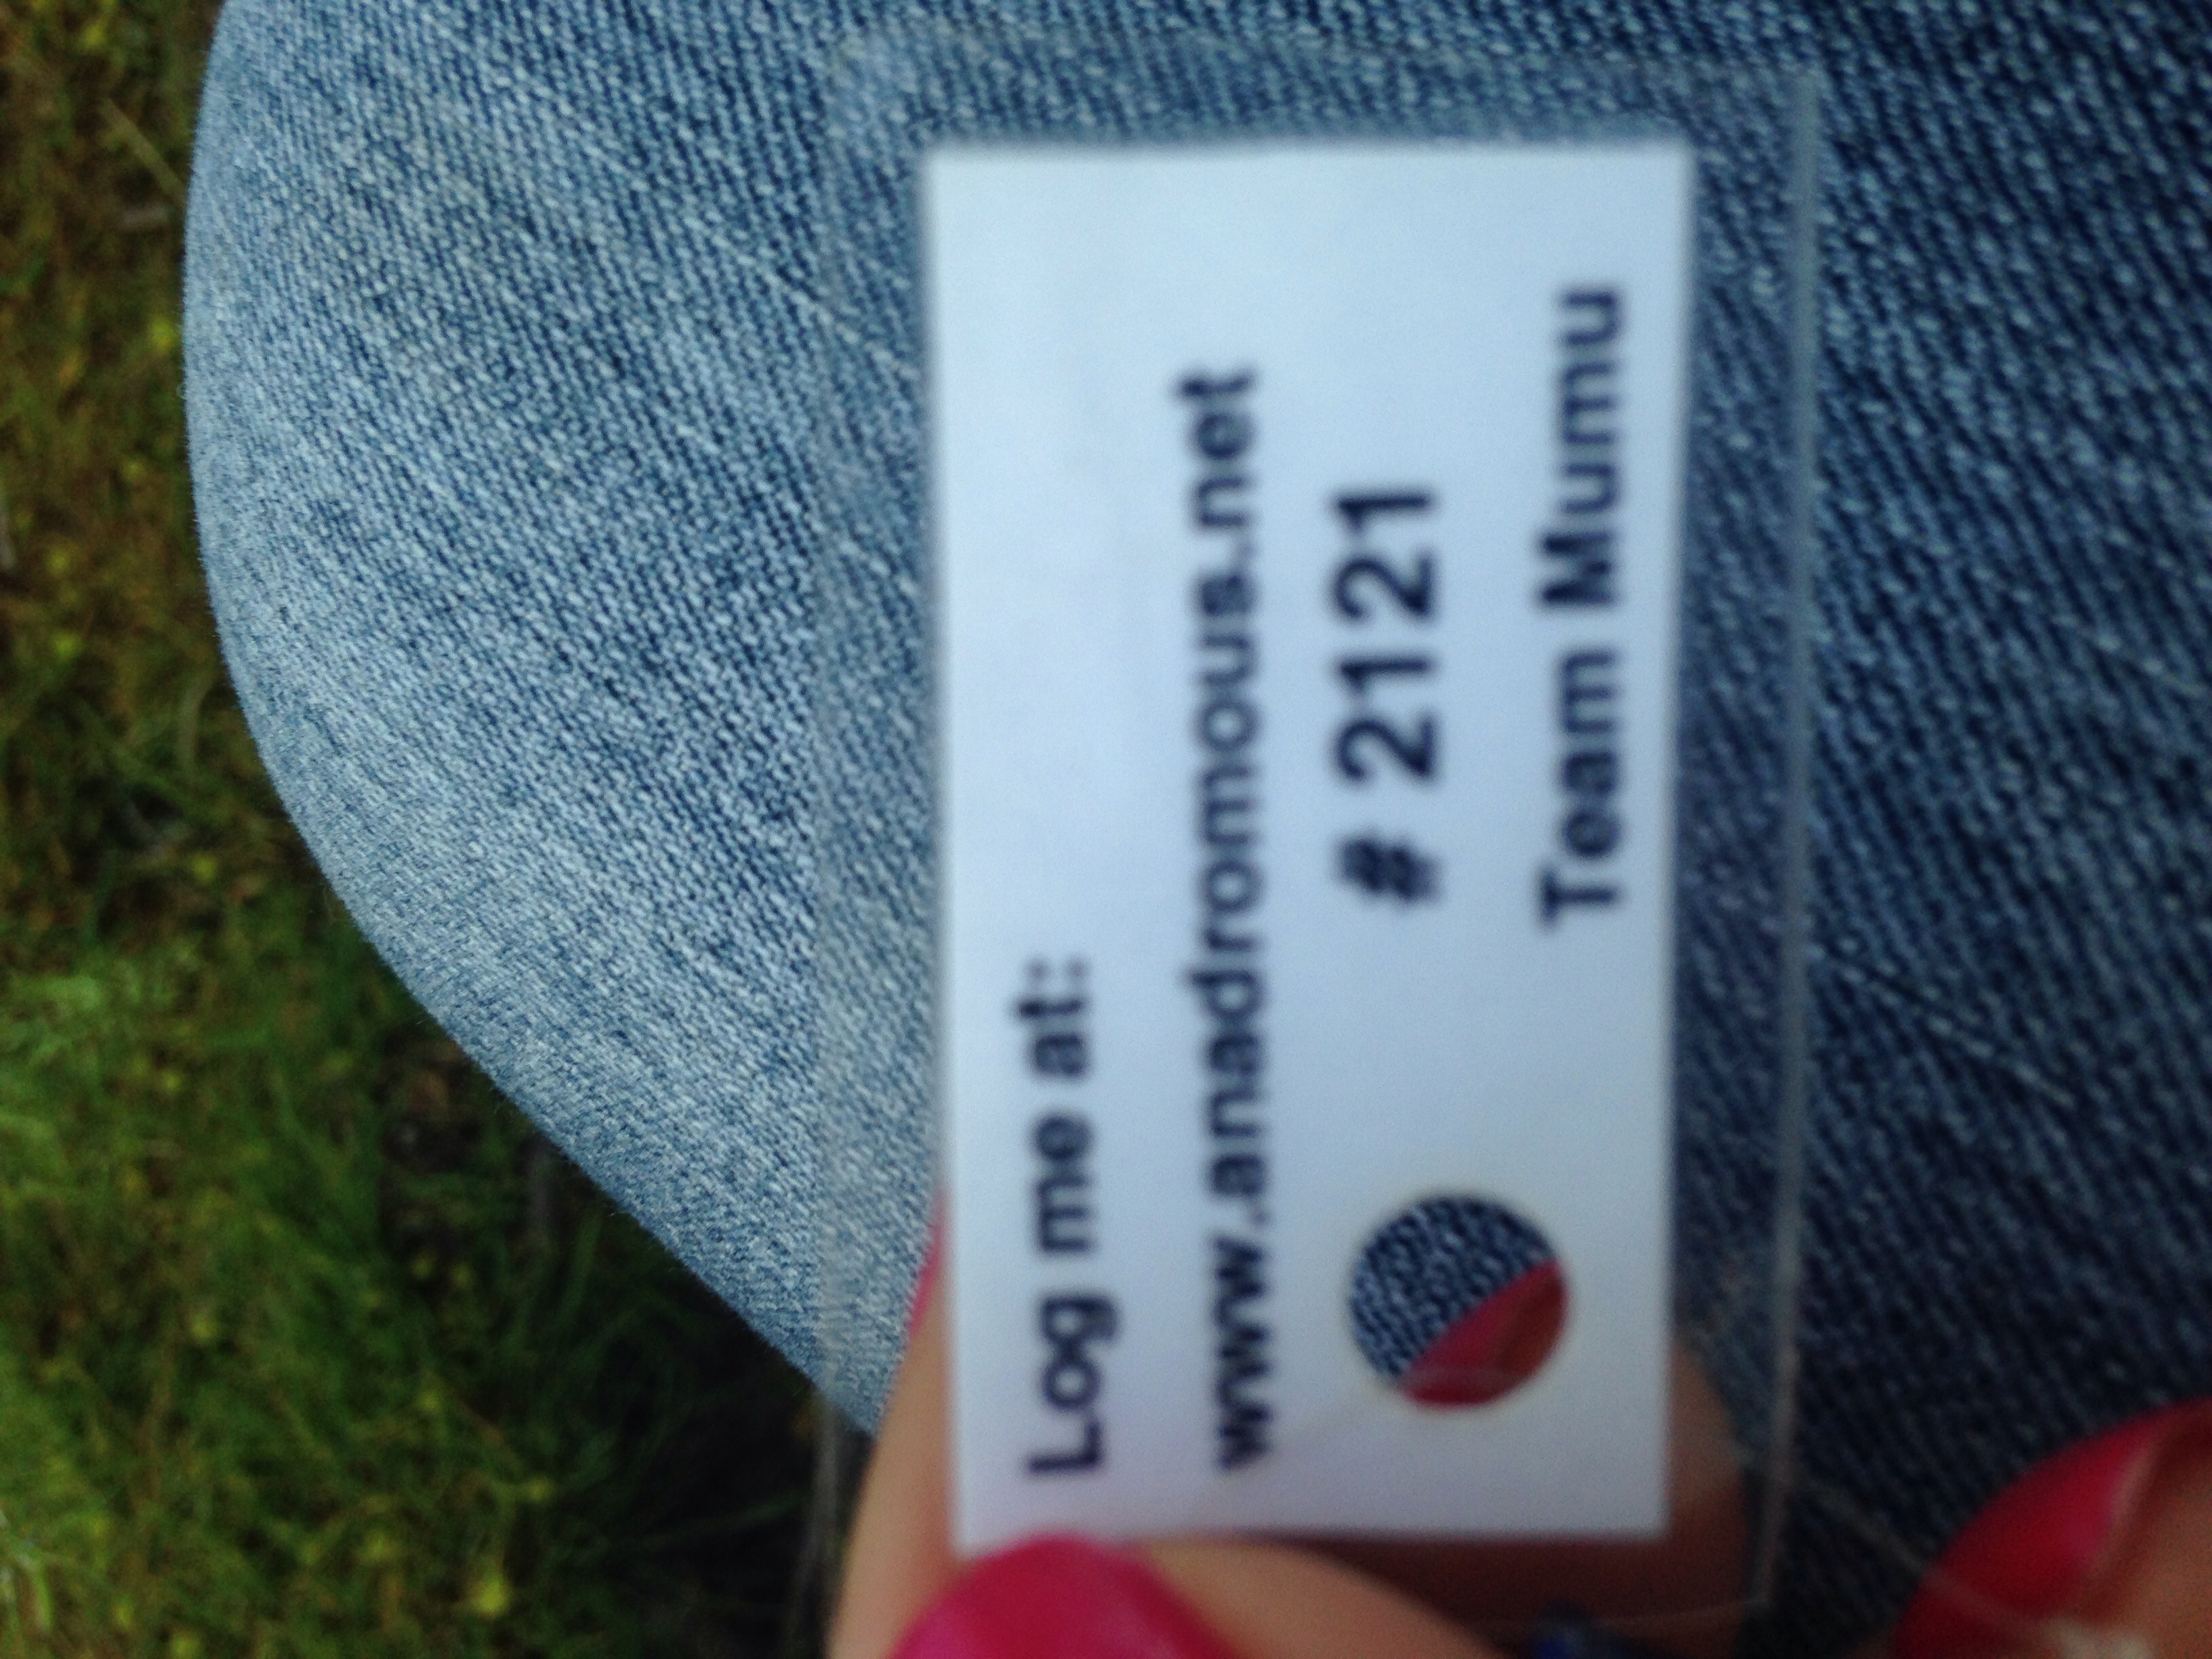 Log me at:
www.anadromous.net
# 2121
Team Mumu